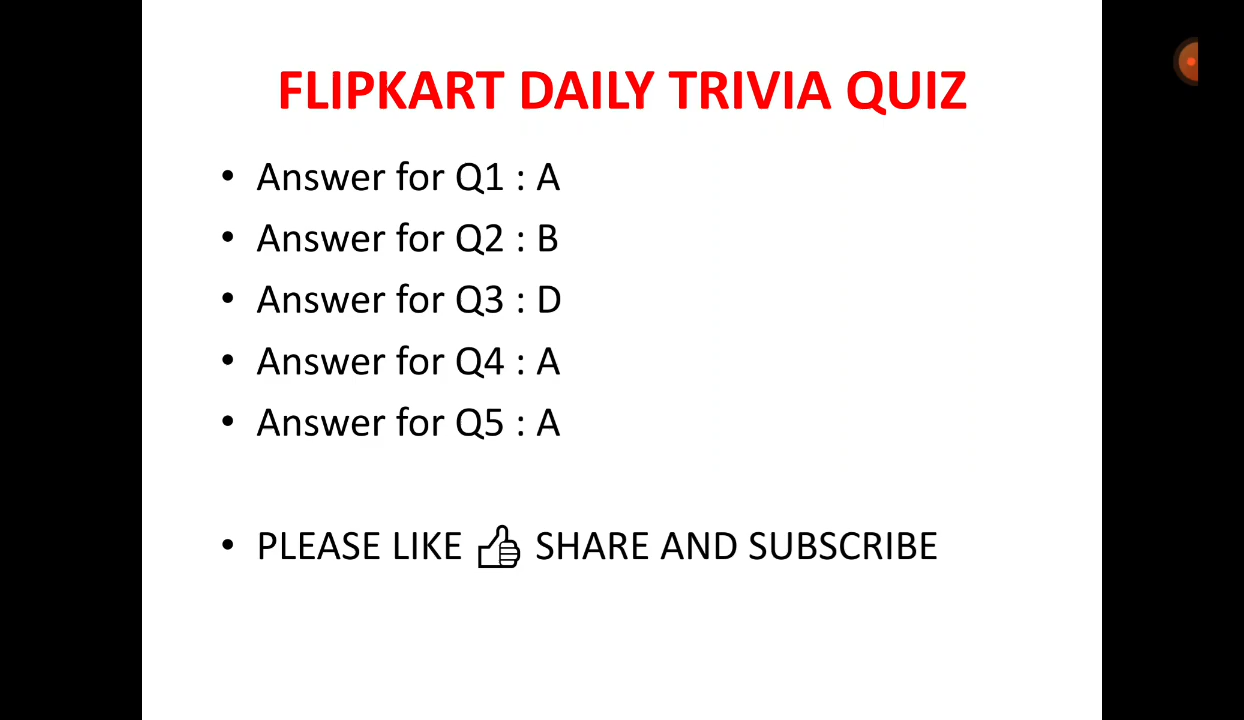 FLIPKART DAILY TRIVIA QUIZ
• Answer for Q1 : A
• Answer for Q2 : B
• Answer for Q3 : D
• Answer for Q4 : A
• Answer for Q5 : A
• PLEASE LIKE 👍 SHARE AND SUBSCRIBE